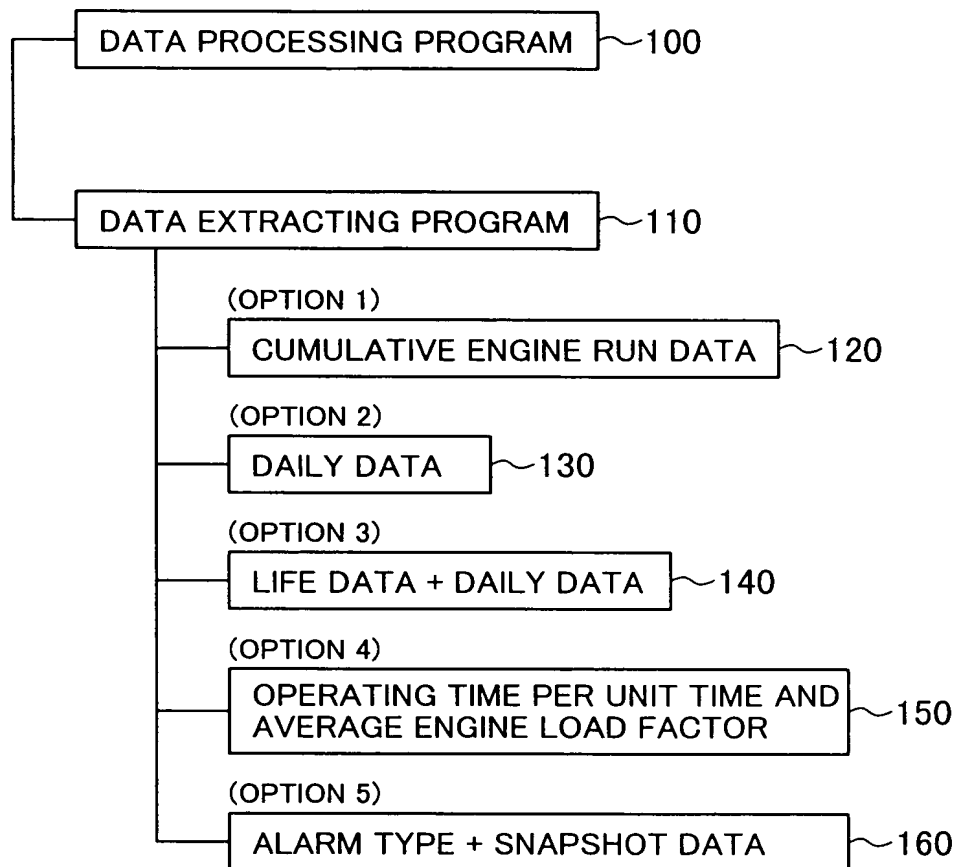 DATA PROCESSING PROGRAM ~100
DATA EXTRACTING PROGRAM ~110
(OPTION 1)
CUMULATIVE ENGINE RUN DATA ~120
(OPTION 2)
DAILY DATA ~130
(OPTION 3)
LIFE DATA + DAILY DATA ~140
(OPTION 4)
OPERATING TIME PER UNIT TIME AND
AVERAGE ENGINE LOAD FACTOR ~150
(OPTION 5)
ALARM TYPE + SNAPSHOT DATA ~160